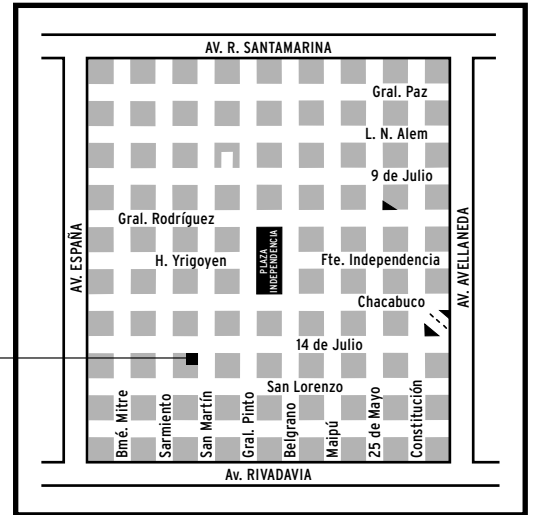 AV. R. SANTAMARINA
Gral. Paz
L. N. Alem
9 de Julio
Gral. Rodríguez
AV. ESPAÑA
PLAZA
INDEPENDENCIA
H. Yrigoyen
Fte. Independencia
AV. AVELLANEDA
Chacabuco
14 de Julio
San Lorenzo
Bmé. Mitre
Sarmiento
San Martín
Gral. Pinto
Belgrano
Maipú
25 de Mayo
Constitución
Av. RIVADAVIA